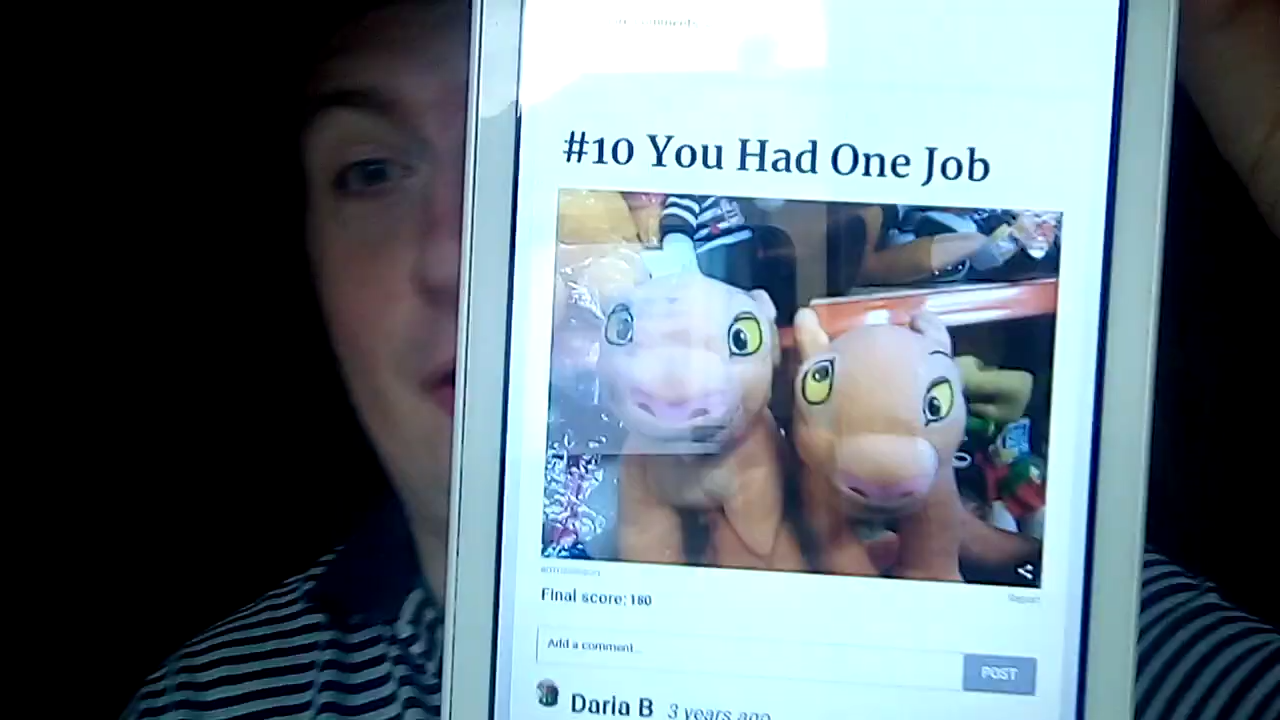 #10 You Had One Job
Final score: 180
Add a comment...
POST
Daria B 3 years ago